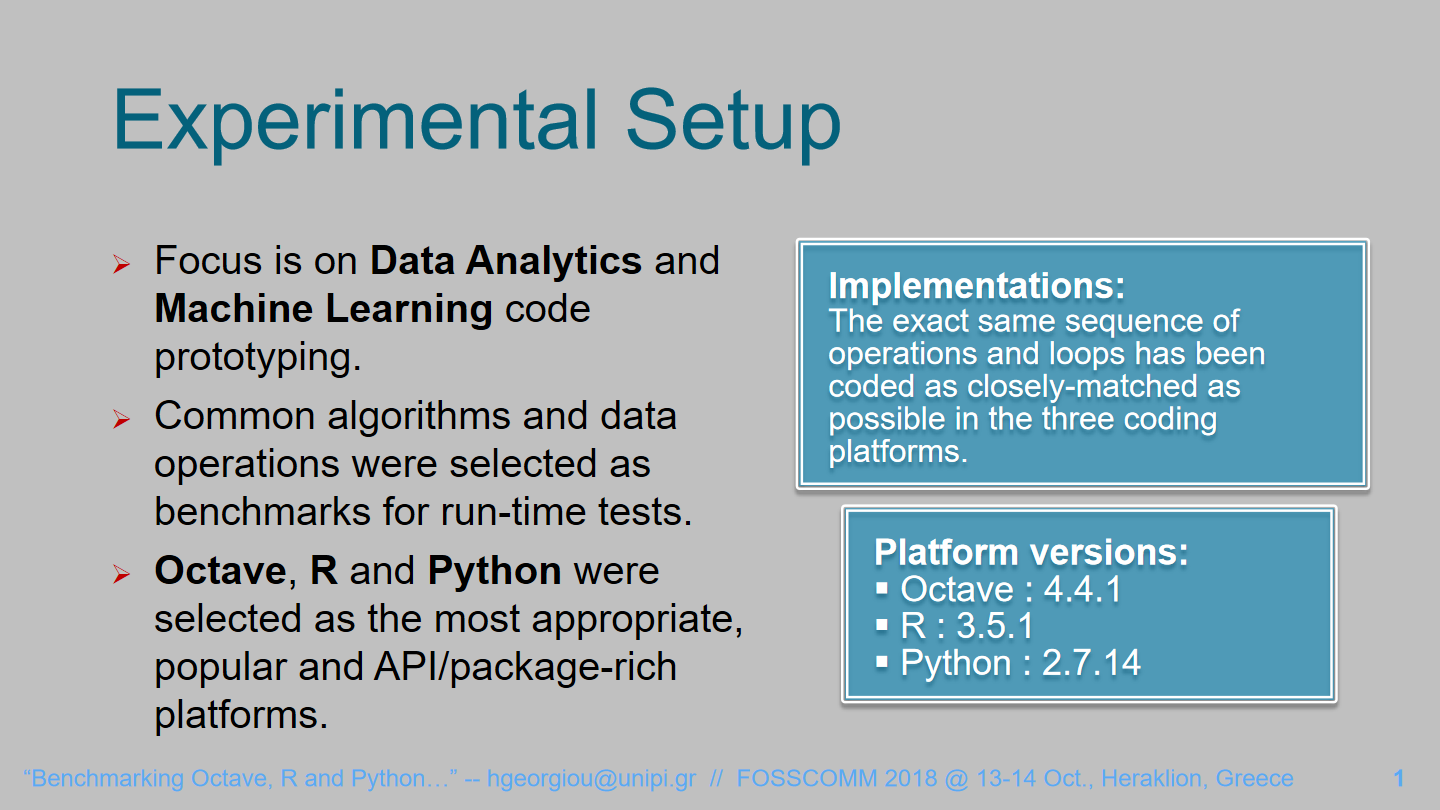 Experimental Setup
➢ Focus is on Data Analytics and
Machine Learning code
prototyping.
➢ Common algorithms and data
operations were selected as
benchmarks for run-time tests.
➢ Octave, R and Python were
selected as the most appropriate,
popular and API/package-rich
platforms.
Implementations:
The exact same sequence of
operations and loops has been
coded as closely-matched as
possible in the three coding
platforms.
Platform versions:
▪ Octave : 4.4.1
▪ R : 3.5.1
▪ Python : 2.7.14
“Benchmarking Octave, R and Python…” -- hgeorgiou@unipi.gr // FOSSCOMM 2018 @ 13-14 Oct., Heraklion, Greece 1